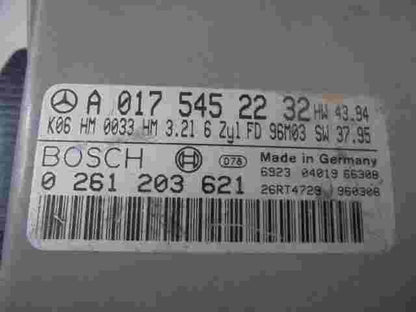 A 017 545 22 32 HW 43.94
K06 HM 0033 HM 3.21 6 Zyl FD 96M03 SW 37.95
BOSCH D78 Made in Germany
6923 04019 66308
0 261 203 621 26RT4729 960308